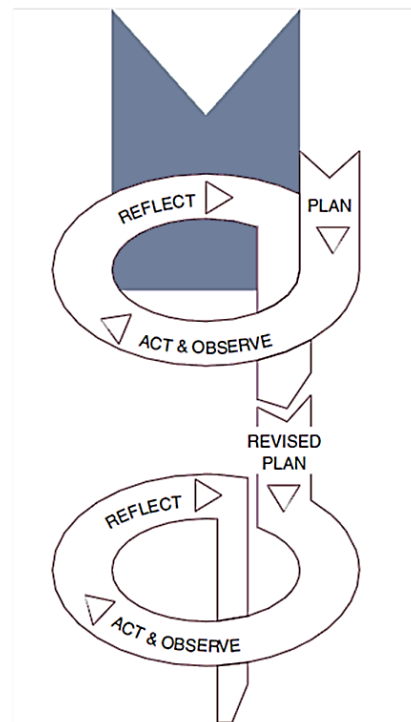 REFLECT
PLAN
ACT & OBSERVE
REVISED
PLAN
REFLECT
ACT & OBSERVE